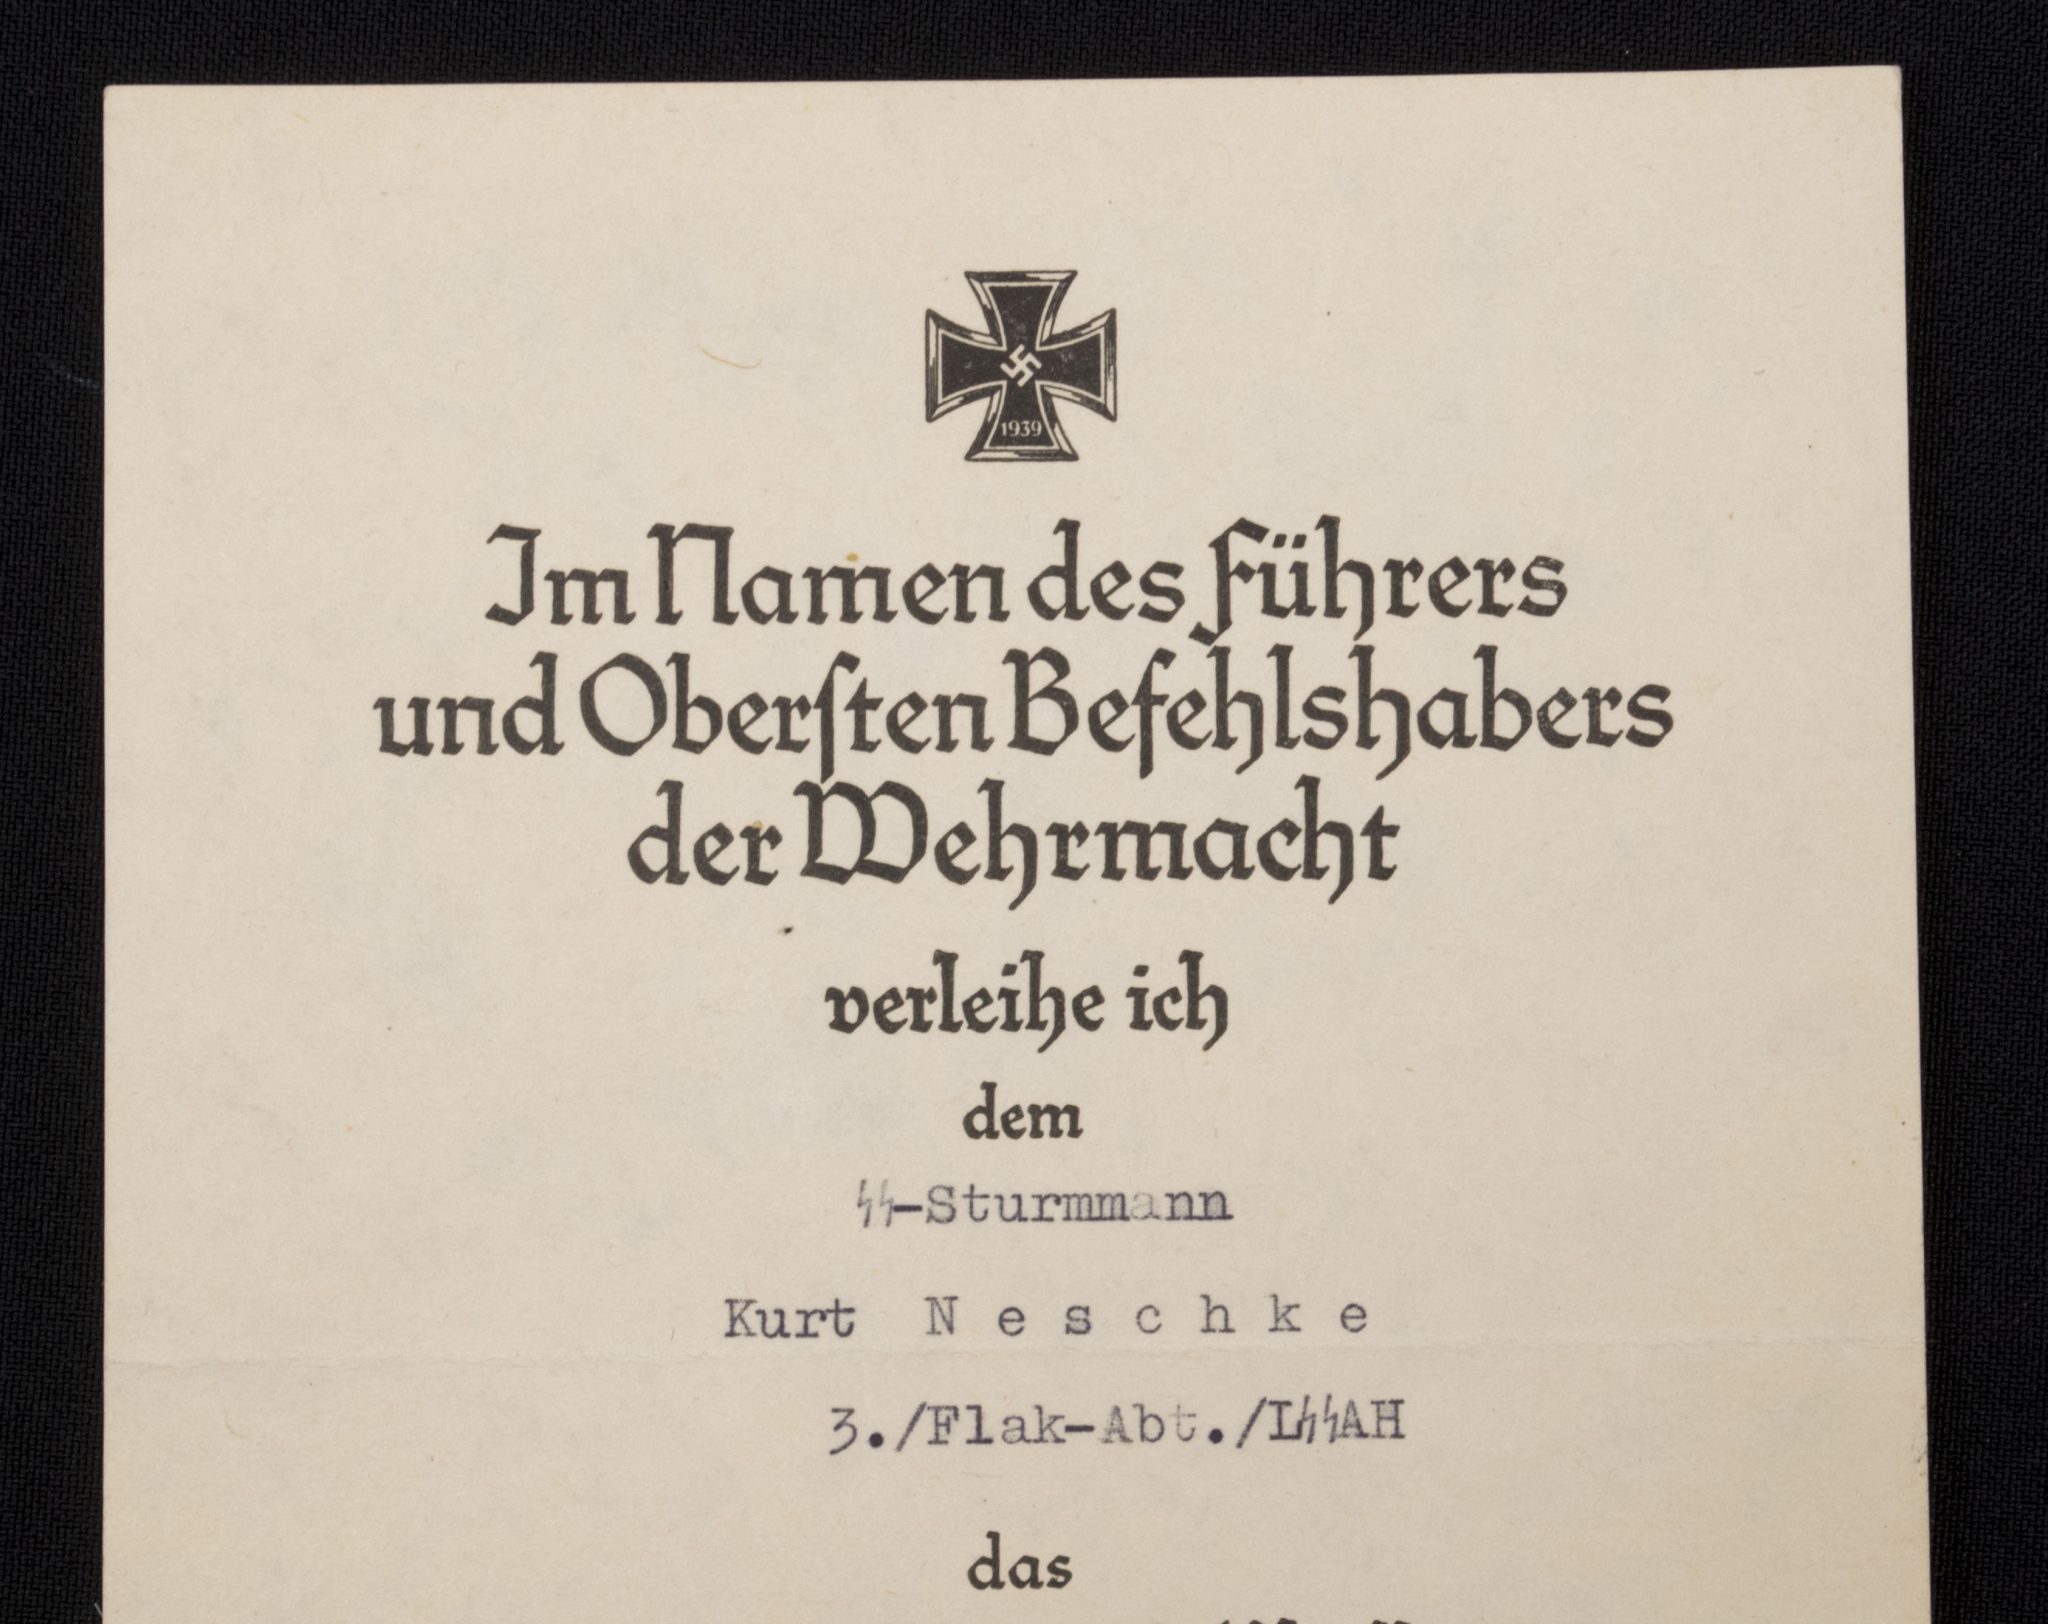 1939
Im Namen des Führers
und Oberſten Befehlshabers
der Wehrmacht
verleihe ich
dem
ᛋᛋ-Sturmmann
Kurt N e s c h k e
3./Flak-Abt./LᛋᛋAH
das